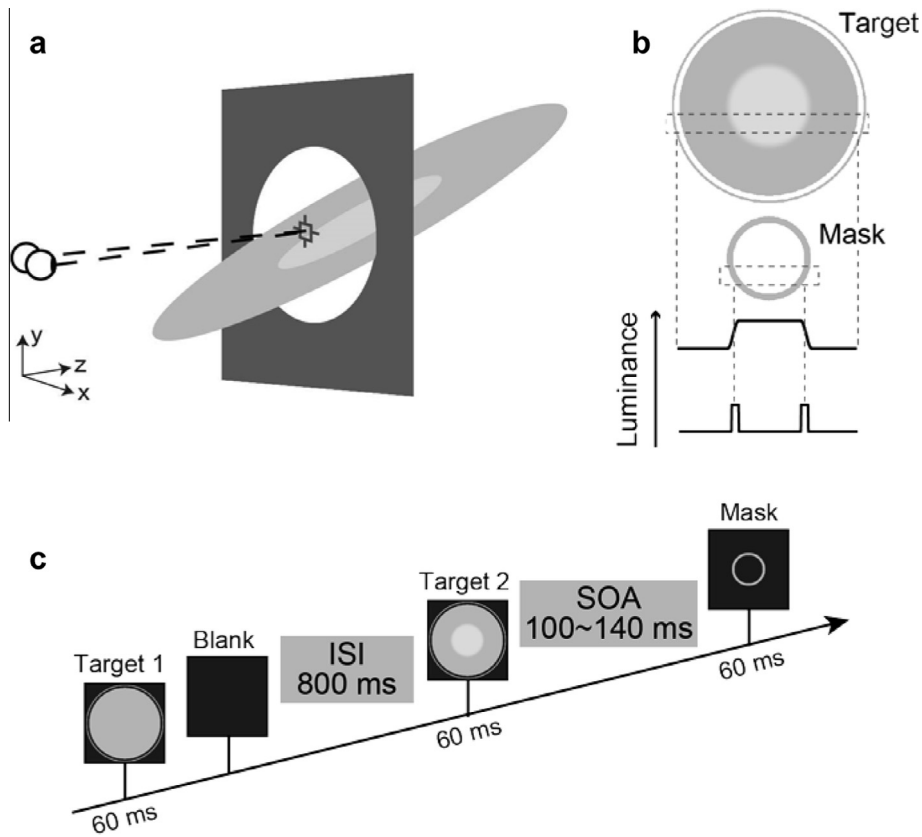 a
y
z
x
b
Target
Mask
Luminance
c
Target 1
60 ms
Blank
ISI
800 ms
Target 2
60 ms
SOA
100~140 ms
Mask
60 ms